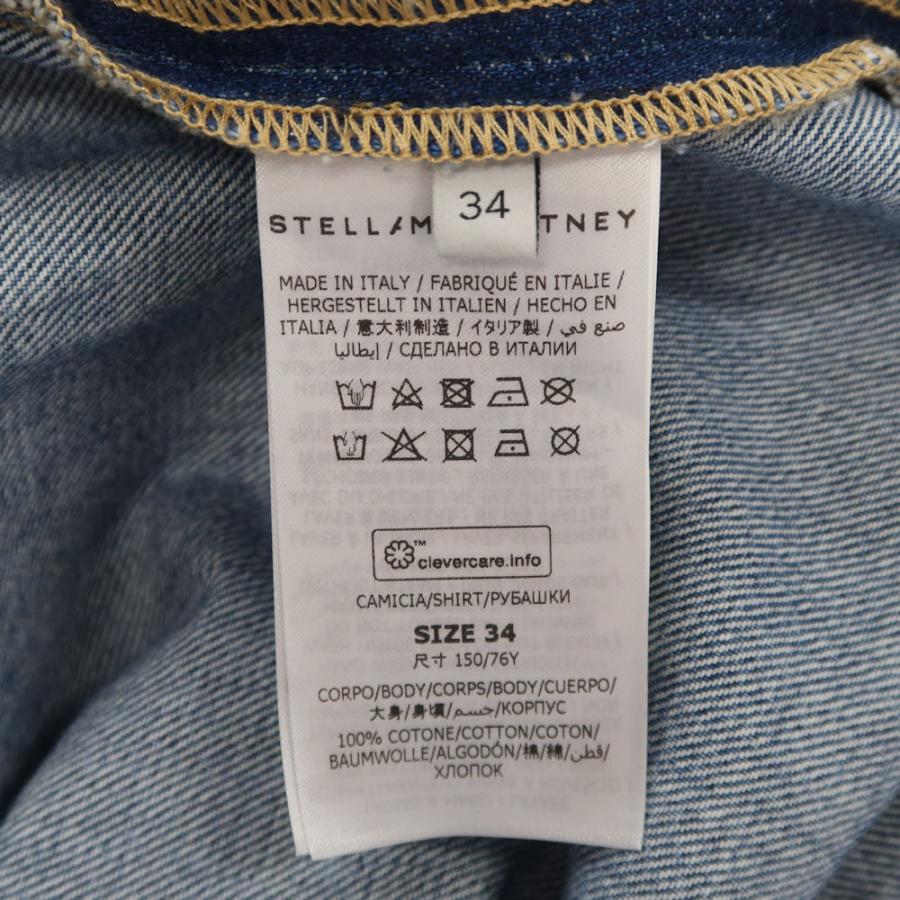 34
STELLAM TNEY
MADE IN ITALY / FABRIQUÉ EN ITALIE /
HERGESTELLT IN ITALIEN / HECHO EN
ITALIA / 意大利制造 / イタリア製 / صنع في
إيطاليا / СДЕЛАНО В ИТАЛИИ
™ clevercare.info
CAMICIA/SHIRT/РУБАШКИ
SIZE 34
尺寸 150/76Y
CORPO/BODY/CORPS/BODY/CUERPO/
大身/身頃/جسم/КОРПУС
100% COTONE/COTTON/COTON/
BAUMWOLLE/ALGODÓN/棉/綿/قطن/
ХЛОПОК